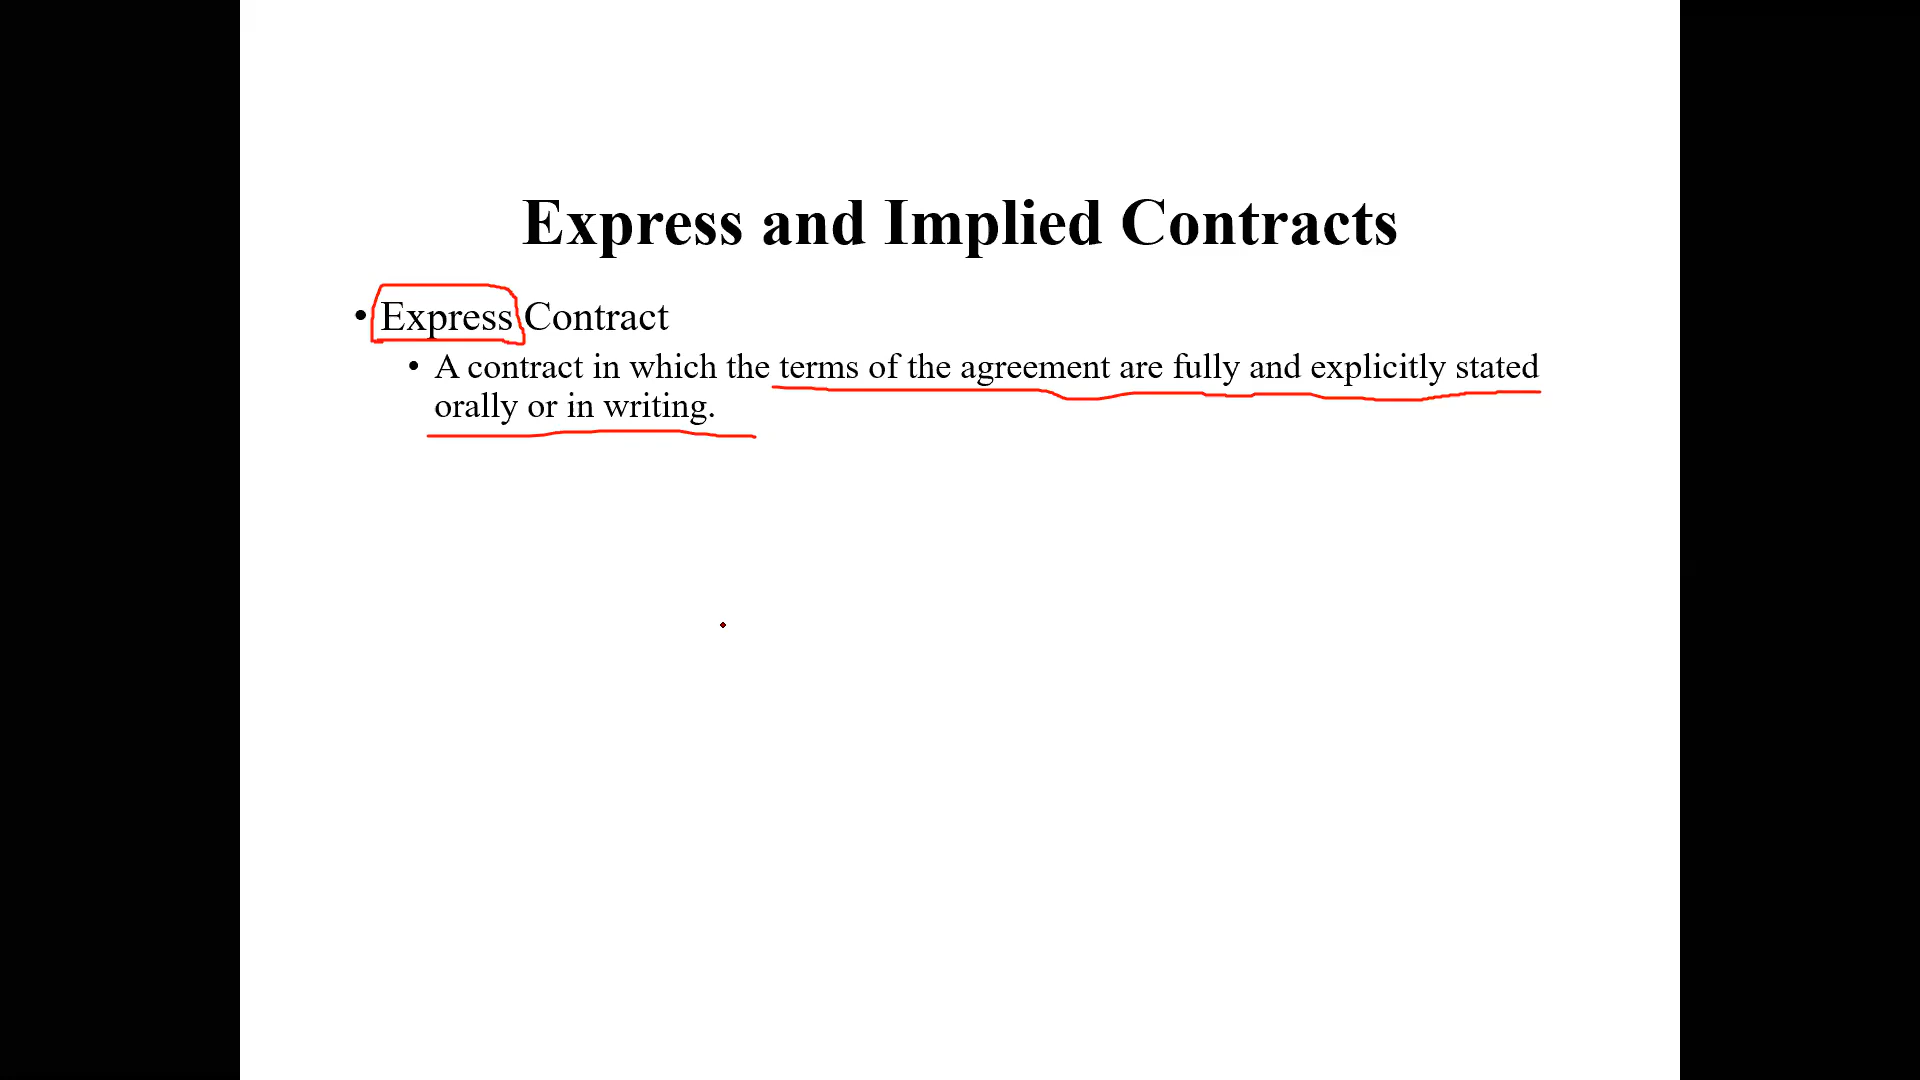 Express and Implied Contracts
• Express Contract
• A contract in which the terms of the agreement are fully and explicitly stated
orally or in writing.